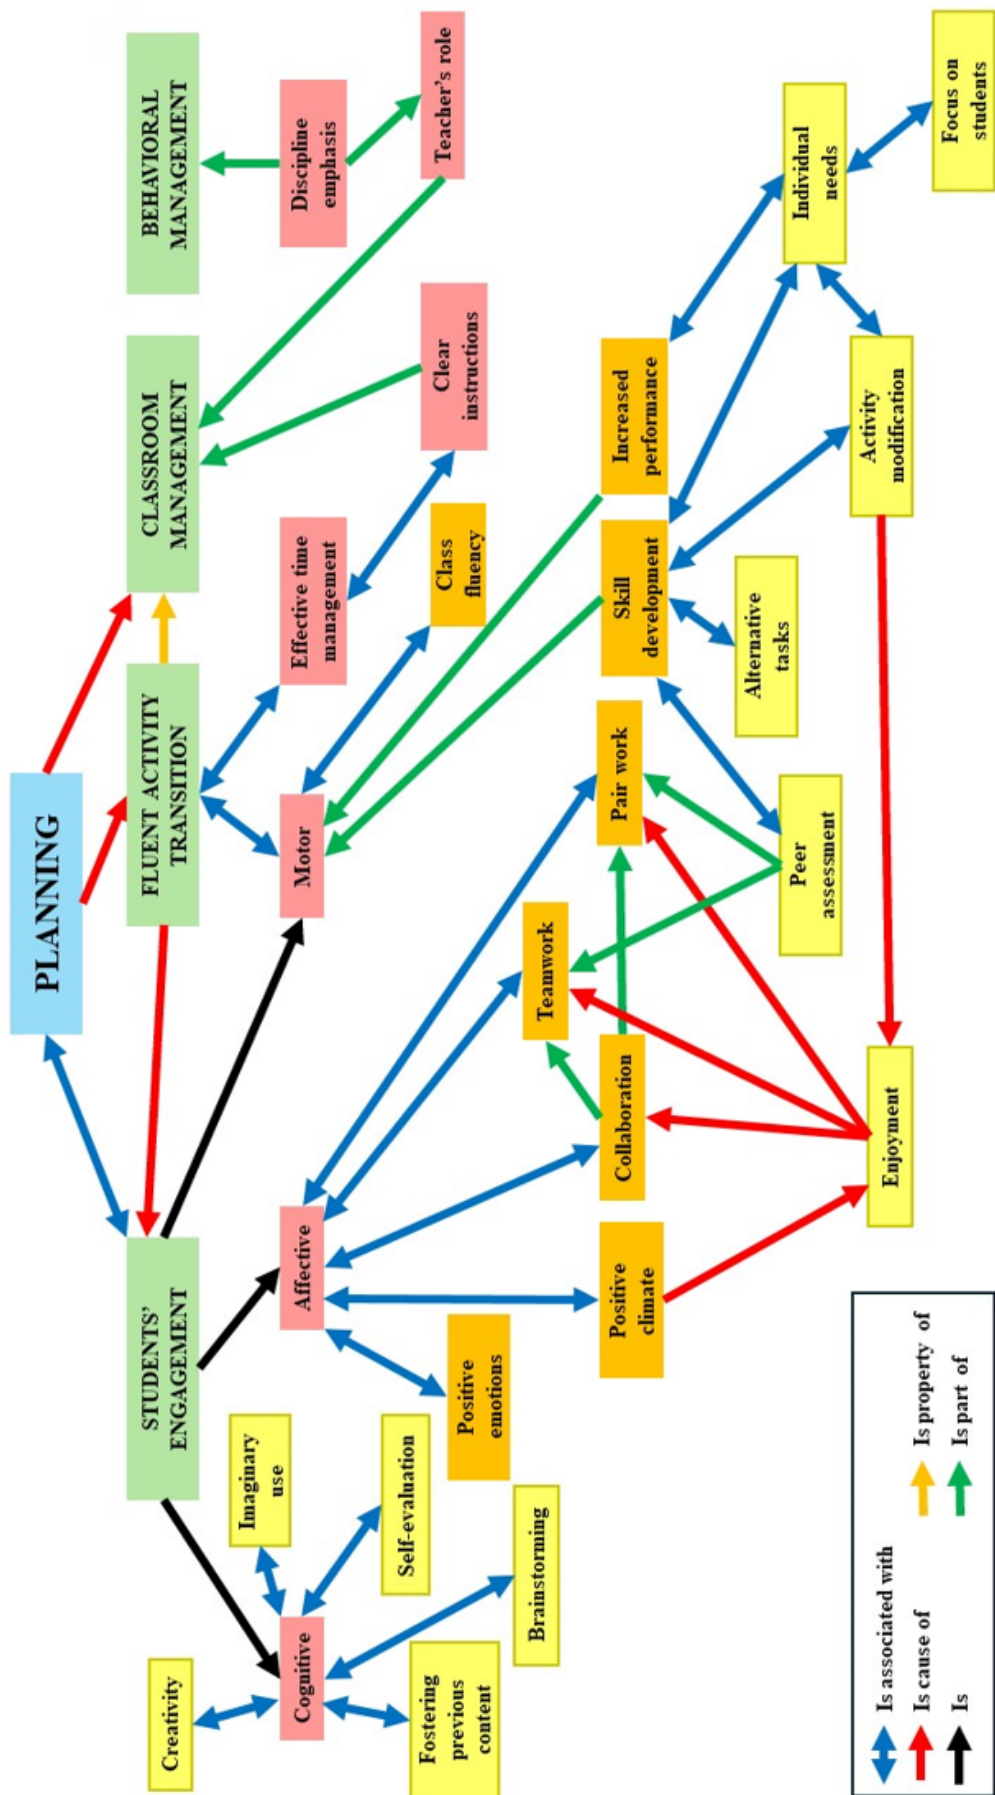 PLANNING
STUDENTS’
ENGAGEMENT
FLUENT ACTIVITY
TRANSITION
CLASSROOM
MANAGEMENT
BEHAVIORAL
MANAGEMENT
Creativity
Imaginary
use
Cognitive
Affective
Motor
Effective time
management
Discipline
emphasis
Fostering
previous
content
Self-evaluation
Positive
emotions
Class
fluency
Clear
instructions
Teacher’s role
Brainstorming
Teamwork
Positive
climate
Collaboration
Pair work
Skill
development
Increased
performance
Peer
assessment
Alternative
tasks
Individual
needs
Enjoyment
Activity
modification
Focus on
students
Is associated with
Is cause of
Is
Is property of
Is part of